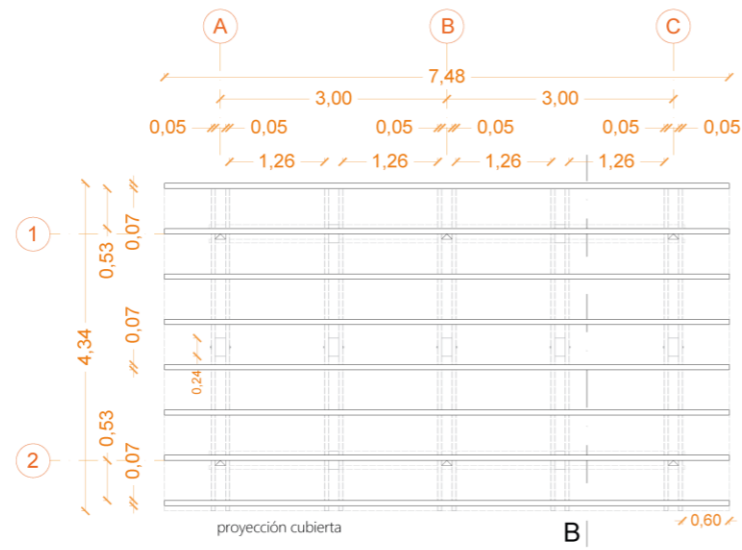 A B C
7,48
3,00 3,00
0,05 0,05 0,05 0,05 0,05 0,05
1,26 1,26 1,26 1,26
1
0,07
0,53
4,34
0,07
0,24
0,53
2
0,07
0,60
proyección cubierta
B